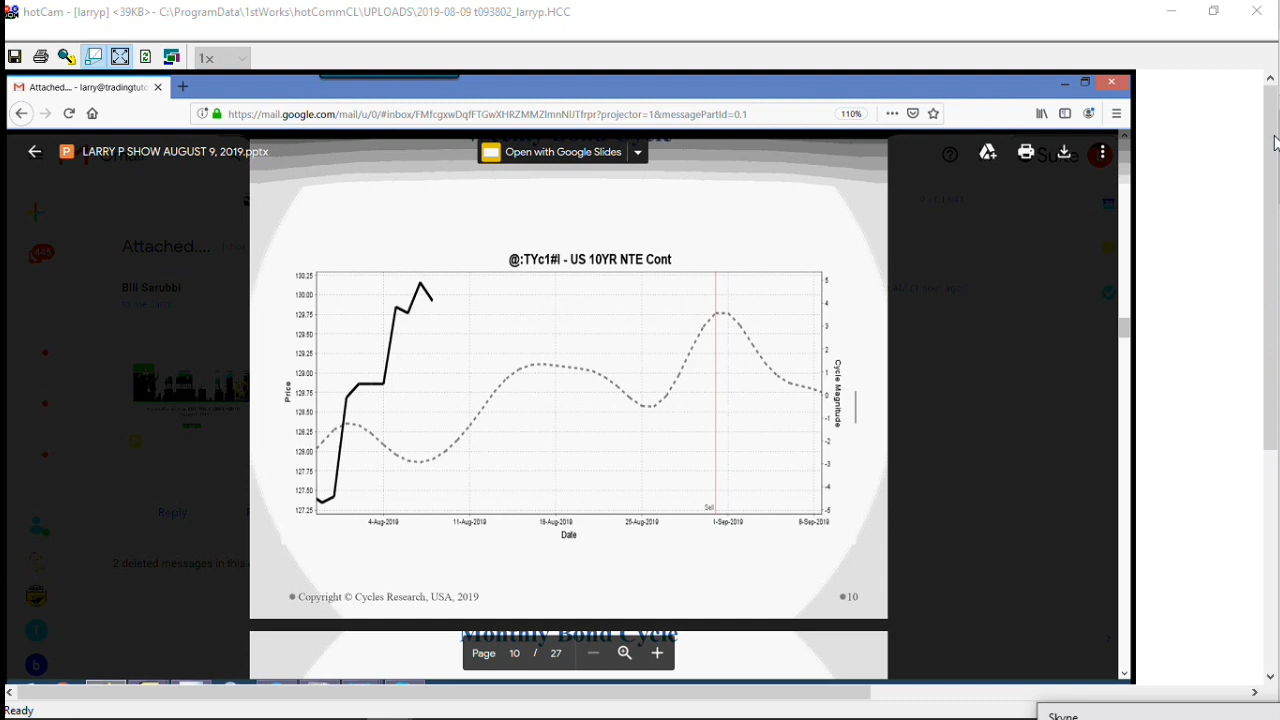 hotCam - [larryp] <39KB>- C:\ProgramData\1stWorks\hotCommCL\UPLOADS\2019-08-09 t093802_larryp.HCC
1x
Attached.... - larry@tradingtuto
https://mail.google.com/mail/u/0/#inbox/FMfcgxwDqfFTGwXHRZMMZlmnNUTfrpr?projector=1&messagePartId=0.1
110%
LARRY P SHOW AUGUST 9, 2019.pptx
Open with Google Slides
Suite
Attached....
445
Bill Sarubbi
@:TYc1#I - US 10YR NTE Cont
130.25
130.00
129.75
129.50
129.25
129.00
128.75
128.50
128.25
128.00
127.75
127.50
127.25
Price
5
4
3
2
1
0
-1
-2
-3
-4
-5
Cycle Magnitude
Sell
4-Aug-2019
11-Aug-2019
18-Aug-2019
25-Aug-2019
1-Sep-2019
8-Sep-2019
Date
Reply
2 deleted messages in this
Copyright © Cycles Research, USA, 2019
10
T
Monthly Bond Cycle
Page 10 / 27
b
Ready
Skype